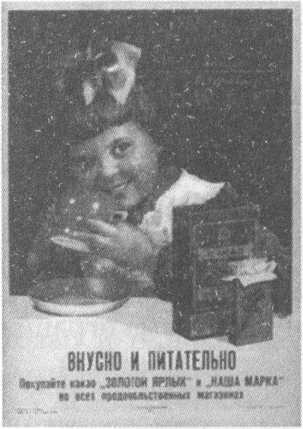 ВКУСНО И ПИТАТЕЛЬНО
Покупайте какао „ЗОЛОТОЙ ЯРЛЫК“ и „НАША МАРКА“
во всех продовольственных магазинах